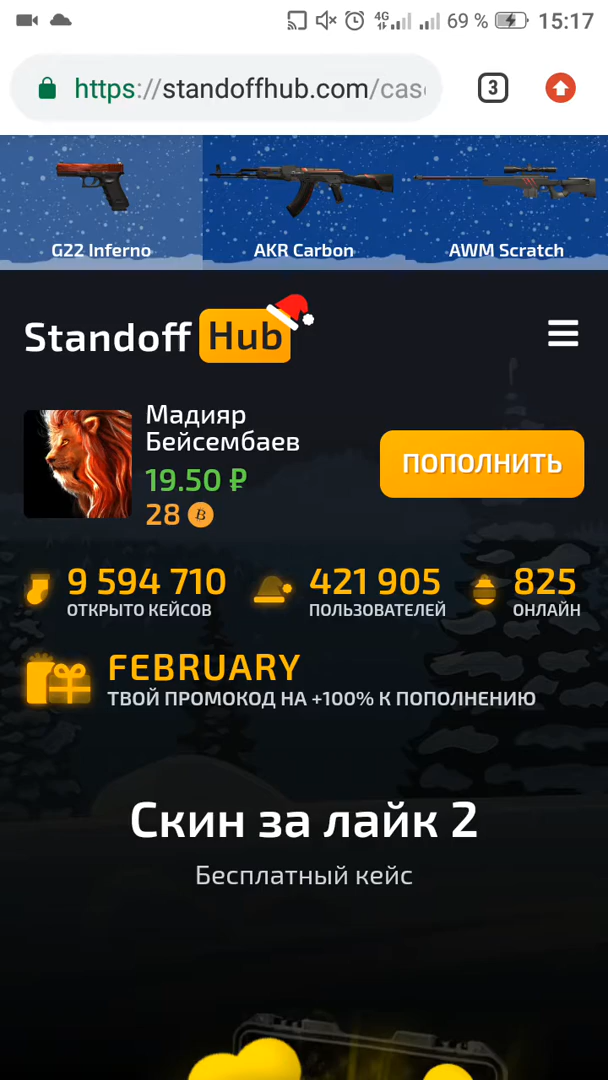 4G 69 % 15:17
https://standoffhub.com/cas
3
G22 Inferno AKR Carbon AWM Scratch
Standoff Hub
Мадияр
Бейсембаев
19.50 ₽
28
ПОПОЛНИТЬ
9 594 710 421 905 825
ОТКРЫТО КЕЙСОВ ПОЛЬЗОВАТЕЛЕЙ ОНЛАЙН
FEBRUARY
ТВОЙ ПРОМОКОД НА +100% К ПОПОЛНЕНИЮ
Скин за лайк 2
Бесплатный кейс